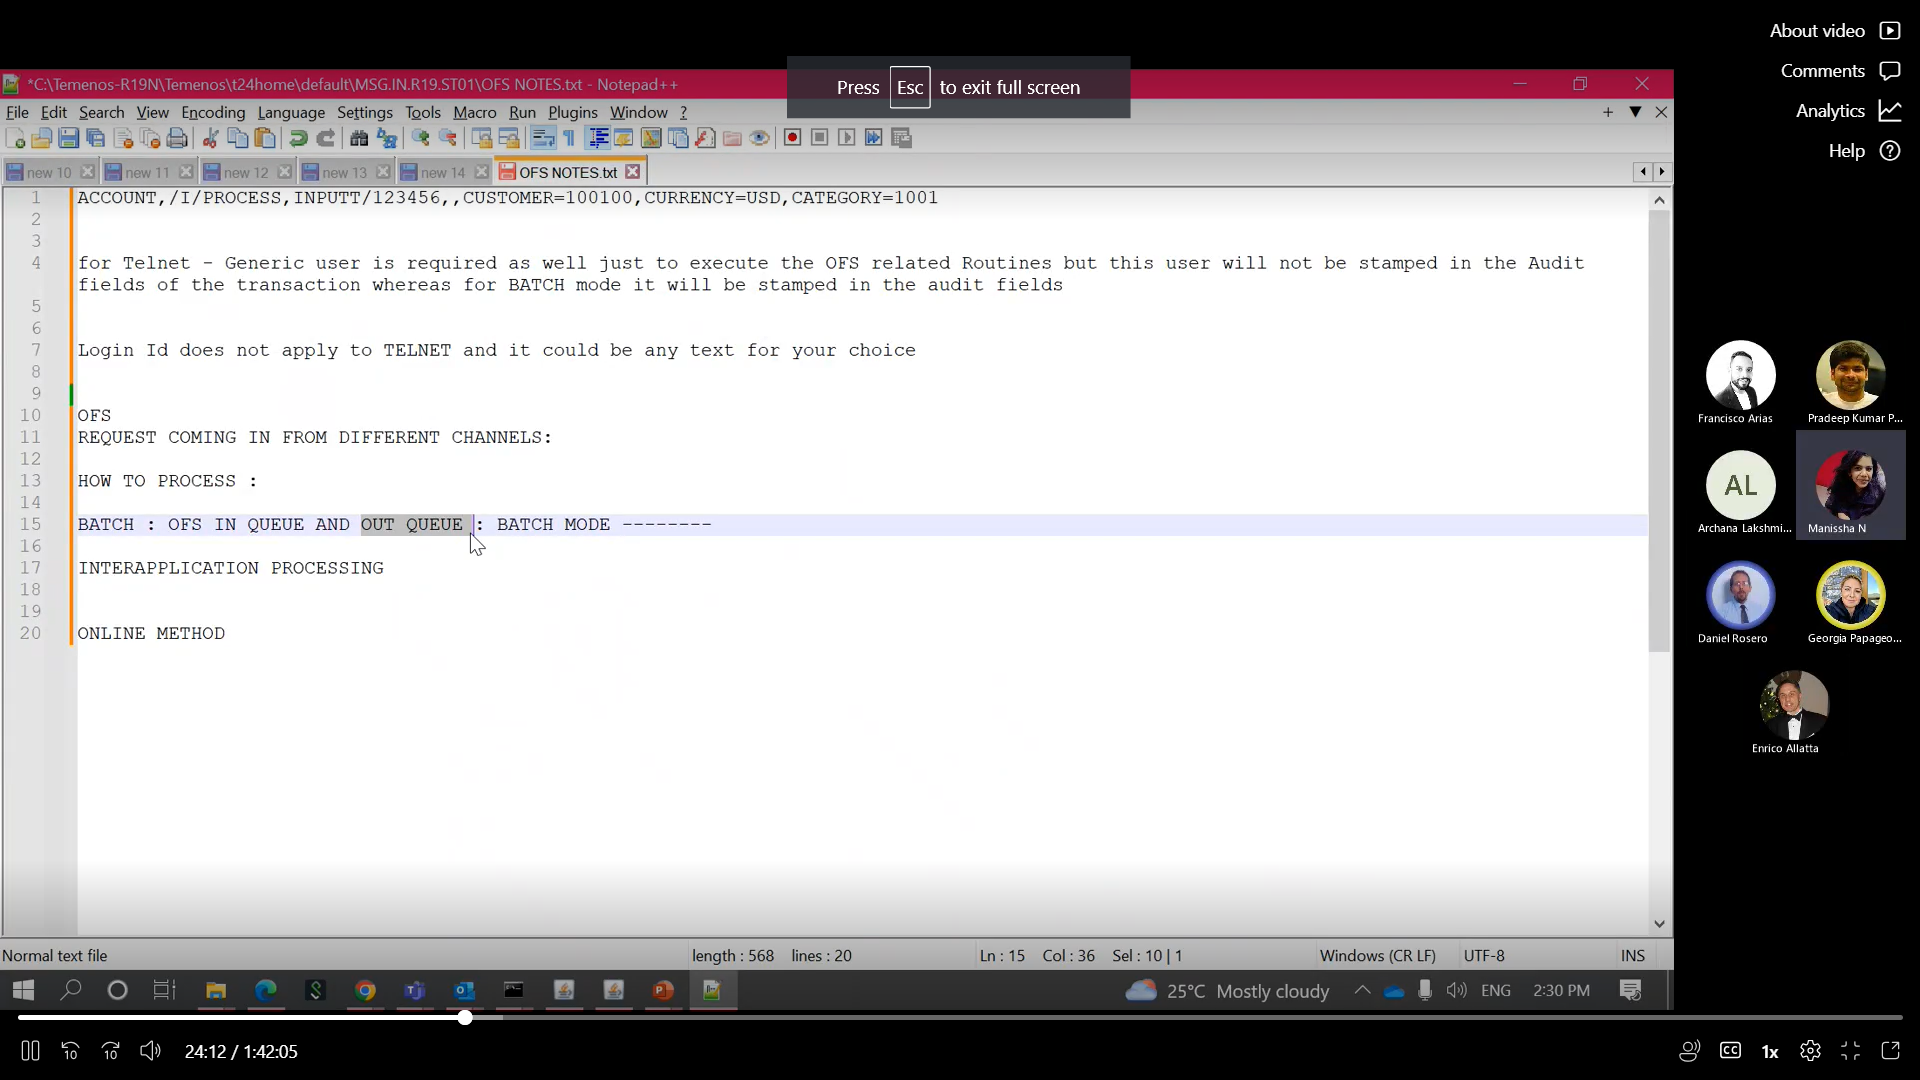 About video
Comments
Analytics
Help
*C:\Temenos-R19N\Temenos\t24home\default\MSG.IN.R19.ST01\OFS NOTES.txt - Notepad++
Press Esc to exit full screen
File Edit Search View Encoding Language Settings Tools Macro Run Plugins Window ?
new 10 new 11 new 12 new 13 new 14 OFS NOTES.txt
1 ACCOUNT,/I/PROCESS,INPUTT/123456,,CUSTOMER=100100,CURRENCY=USD,CATEGORY=1001
2
3
4 for Telnet - Generic user is required as well just to execute the OFS related Routines but this user will not be stamped in the Audit
fields of the transaction whereas for BATCH mode it will be stamped in the audit fields
5
6
7 Login Id does not apply to TELNET and it could be any text for your choice
8
9
10 OFS
11 REQUEST COMING IN FROM DIFFERENT CHANNELS:
12
13 HOW TO PROCESS :
14
15 BATCH : OFS IN QUEUE AND OUT QUEUE : BATCH MODE --------
16
17 INTERAPPLICATION PROCESSING
18
19
20 ONLINE METHOD
Francisco Arias
Pradeep Kumar P...
AL
Archana Lakshmi...
Manissha N
Daniel Rosero
Georgia Papageo...
Enrico Allatta
Normal text file length : 568 lines : 20 Ln : 15 Col : 36 Sel : 10 | 1 Windows (CR LF) UTF-8 INS
25°C Mostly cloudy ENG 2:30 PM
10 10 24:12 / 1:42:05 CC 1x